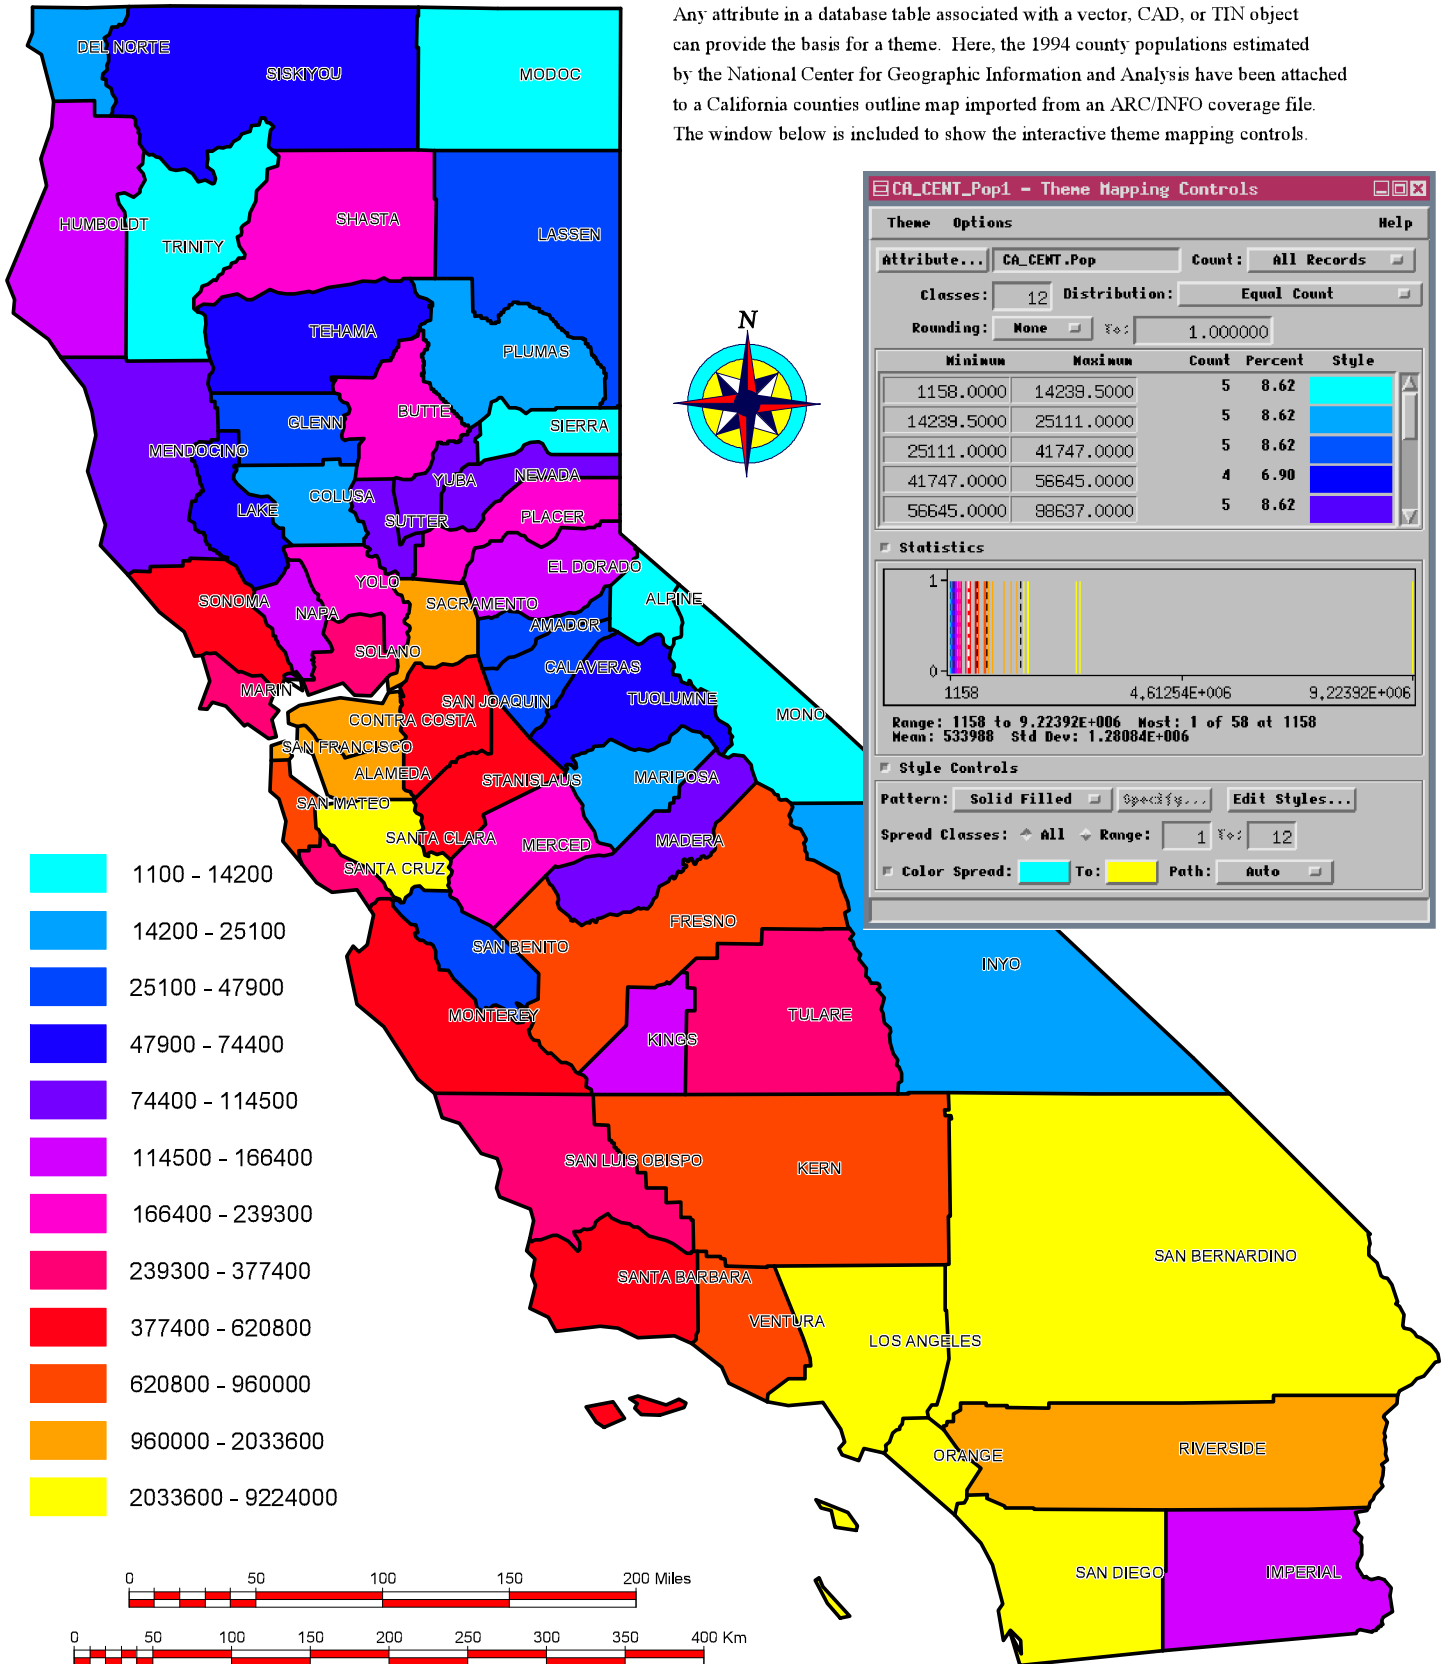 Any attribute in a database table associated with a vector, CAD, or TIN object
can provide the basis for a theme. Here, the 1994 county populations estimated
by the National Center for Geographic Information and Analysis have been attached
to a California counties outline map imported from an ARC/INFO coverage file.
The window below is included to show the interactive theme mapping controls.
DEL NORTE
SISKIYOU
MODOC
HUMBOLDT
TRINITY
SHASTA
LASSEN
TEHAMA
PLUMAS
GLENN
BUTTE
SIERRA
MENDOCINO
LAKE
COLUSA
YUBA
NEVADA
SUTTER
PLACER
EL DORADO
SONOMA
NAPA
YOLO
SACRAMENTO
ALPINE
AMADOR
SOLANO
CALAVERAS
MARIN
SAN JOAQUIN
TUOLUMNE
MONO
CONTRA COSTA
SAN FRANCISCO
ALAMEDA
STANISLAUS
MARIPOSA
SAN MATEO
SANTA CLARA
MERCED
MADERA
SANTA CRUZ
FRESNO
SAN BENITO
INYO
MONTEREY
KINGS
TULARE
SAN LUIS OBISPO
KERN
SAN BERNARDINO
SANTA BARBARA
VENTURA
LOS ANGELES
ORANGE
RIVERSIDE
SAN DIEGO
IMPERIAL
N
CA_CENT_Pop1 - Theme Mapping Controls
Theme Options Help
Attribute... CA_CENT.Pop Count: All Records
Classes: 12 Distribution: Equal Count
Rounding: None To: 1.000000
Minimum Maximum Count Percent Style
1158.0000 14239.5000 5 8.62
14239.5000 25111.0000 5 8.62
25111.0000 41747.0000 5 8.62
41747.0000 56645.0000 4 6.90
56645.0000 98637.0000 5 8.62
Statistics
1
0
1158 4.61254E+006 9.22392E+006
Range: 1158 to 9.22392E+006 Most: 1 of 58 at 1158
Mean: 533988 Std Dev: 1.28084E+006
Style Controls
Pattern: Solid Filled Specify... Edit Styles...
Spread Classes: All Range: 1 To: 12
Color Spread: To: Path: Auto
1100 - 14200
14200 - 25100
25100 - 47900
47900 - 74400
74400 - 114500
114500 - 166400
166400 - 239300
239300 - 377400
377400 - 620800
620800 - 960000
960000 - 2033600
2033600 - 9224000
0 50 100 150 200 Miles
0 50 100 150 200 250 300 350 400 Km